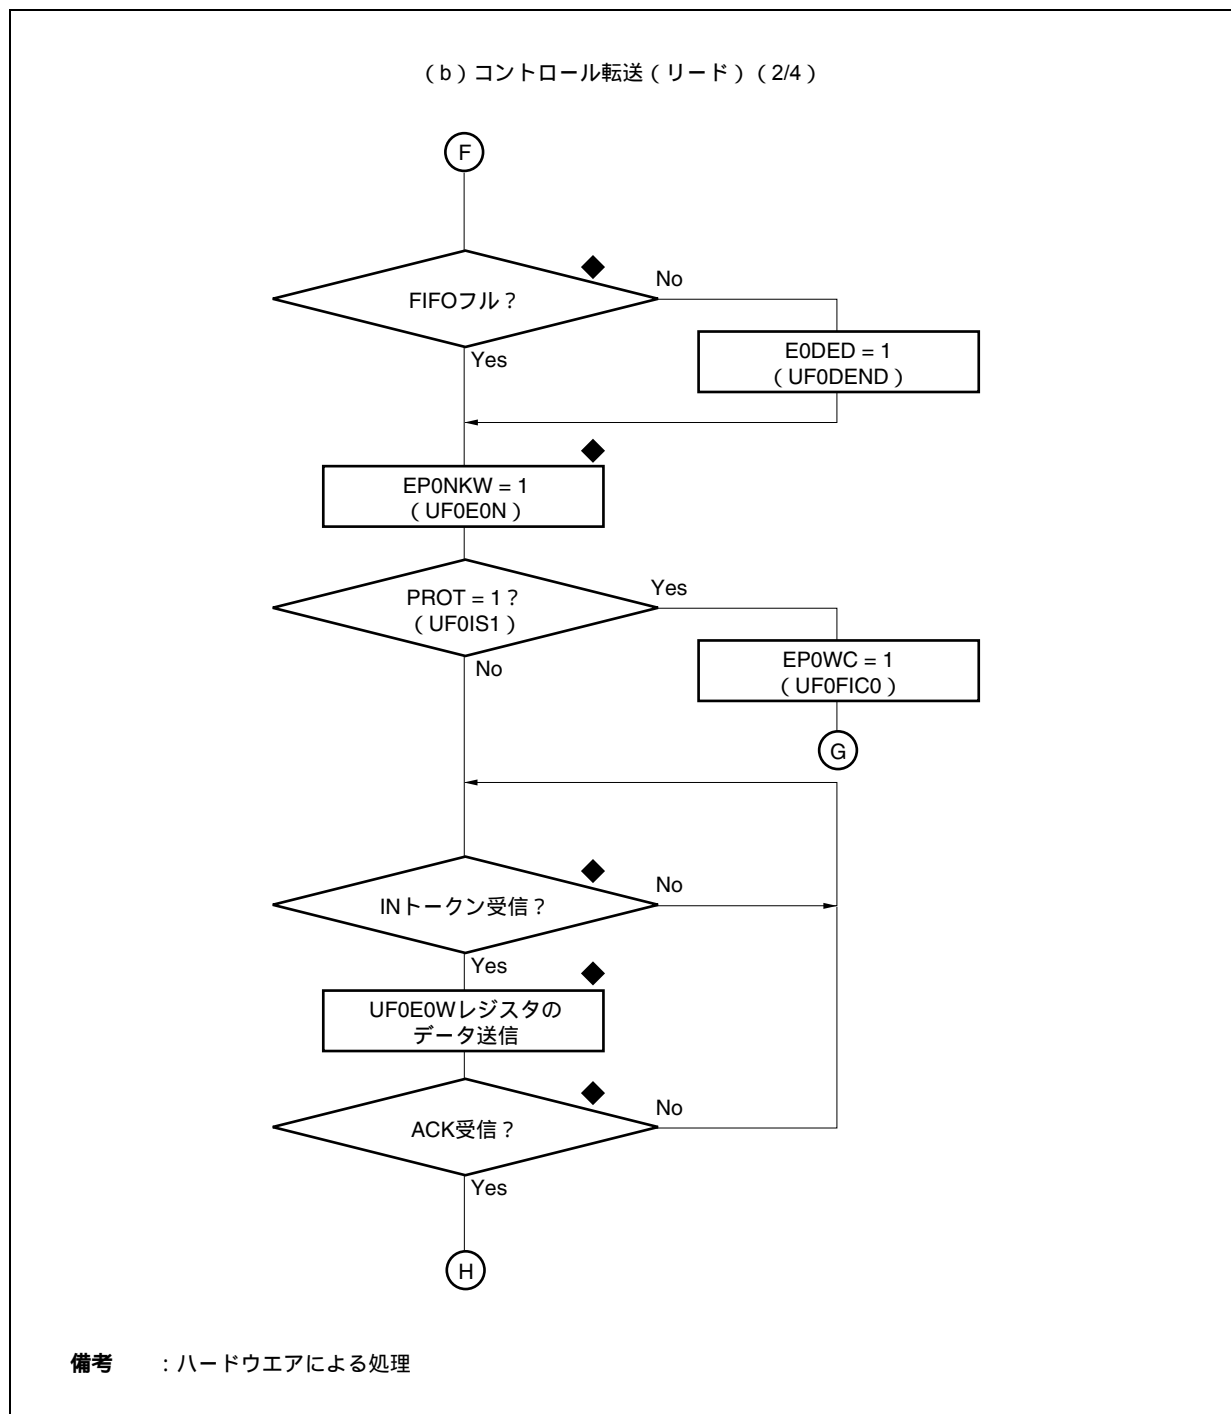 (b)コントロール転送(リード)(2/4)
F
FIFOフル?
No
Yes
E0DED = 1
(UF0DEND)
EP0NKW = 1
(UF0E0N)
PROT = 1?
(UF0IS1)
Yes
No
EP0WC = 1
(UF0FIC0)
G
INトークン受信?
No
Yes
UF0E0Wレジスタの
データ送信
ACK受信?
No
Yes
H
備考 :ハードウエアによる処理